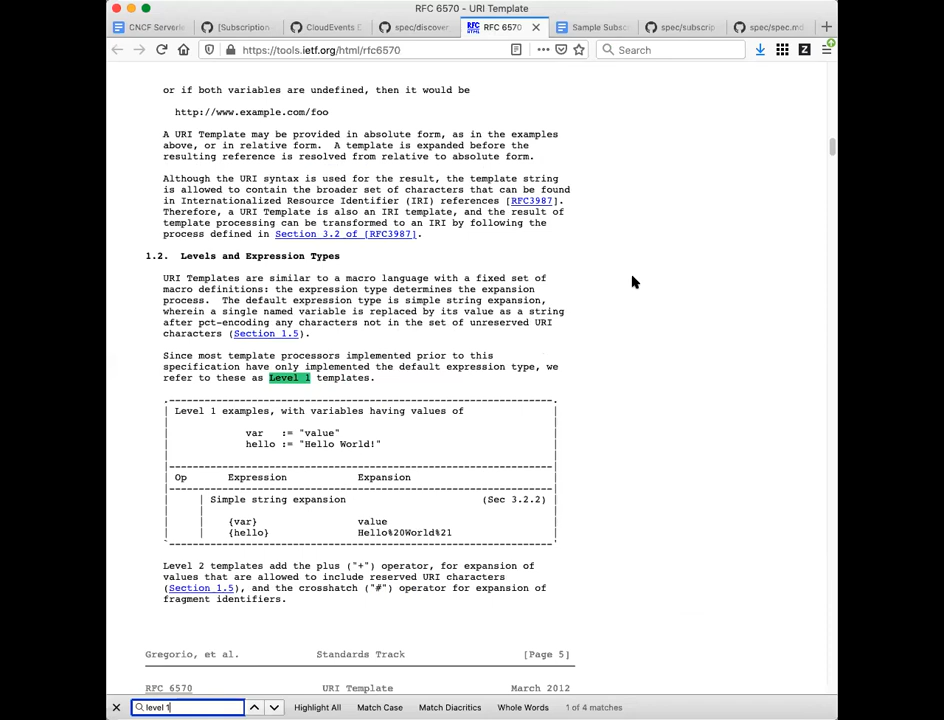 RFC 6570 - URI Template
CNCF Serverle
[Subscription
CloudEvents E
spec/discover
RFC 6570 - U
Sample Subsc
spec/subscrip
spec/spec.md
https://tools.ietf.org/html/rfc6570
Search
or if both variables are undefined, then it would be
http://www.example.com/foo
A URI Template may be provided in absolute form, as in the examples
above, or in relative form. A template is expanded before the
resulting reference is resolved from relative to absolute form.
Although the URI syntax is used for the result, the template string
is allowed to contain the broader set of characters that can be found
in Internationalized Resource Identifier (IRI) references [RFC3987].
Therefore, a URI Template is also an IRI template, and the result of
template processing can be transformed to an IRI by following the
process defined in Section 3.2 of [RFC3987].
1.2. Levels and Expression Types
URI Templates are similar to a macro language with a fixed set of
macro definitions: the expression type determines the expansion
process. The default expression type is simple string expansion,
wherein a single named variable is replaced by its value as a string
after pct-encoding any characters not in the set of unreserved URI
characters (Section 1.5).
Since most template processors implemented prior to this
specification have only implemented the default expression type, we
refer to these as Level 1 templates.
Level 1 examples, with variables having values of
var := "value"
hello := "Hello World!"
Op Expression Expansion
Simple string expansion (Sec 3.2.2)
{var} value
{hello} Hello%20World%21
Level 2 templates add the plus ("+") operator, for expansion of
values that are allowed to include reserved URI characters
(Section 1.5), and the crosshatch ("#") operator for expansion of
fragment identifiers.
Gregorio, et al. Standards Track [Page 5]
RFC 6570 URI Template March 2012
level 1
Highlight All Match Case Match Diacritics Whole Words 1 of 4 matches